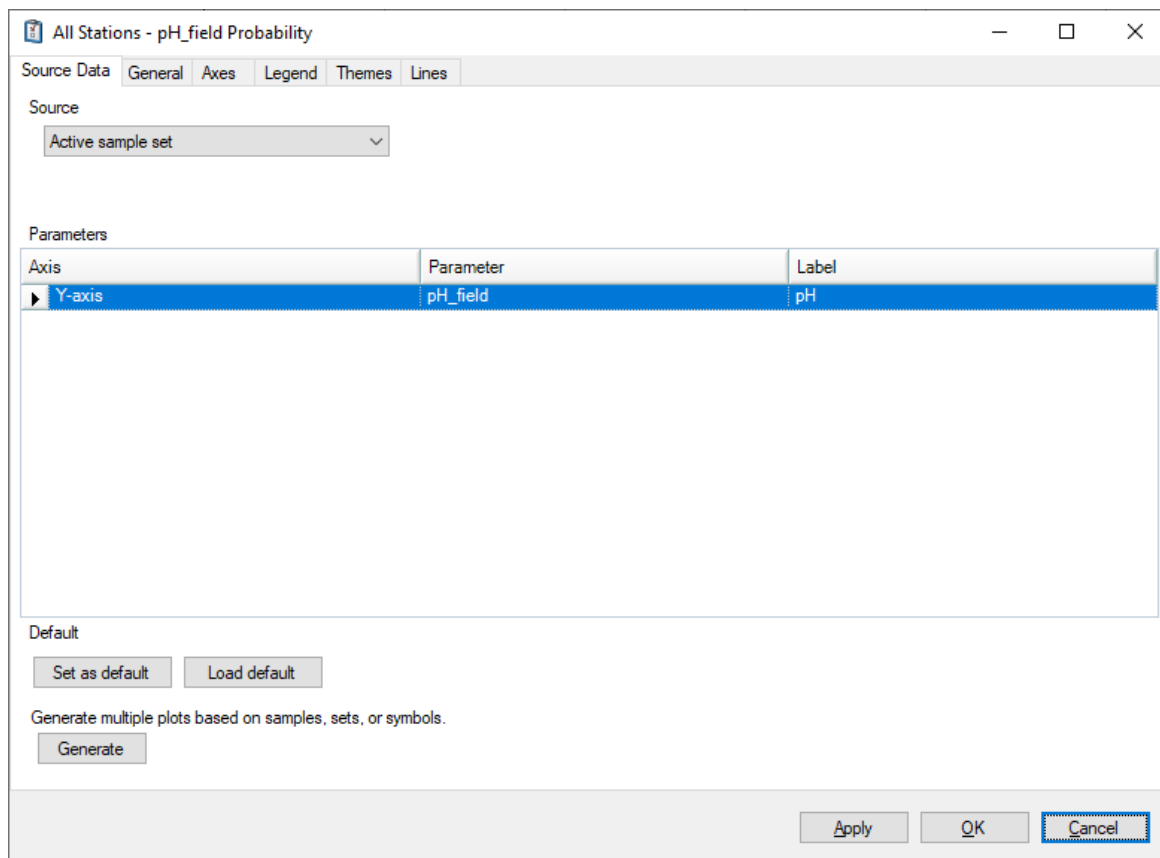 All Stations - pH_field Probability
Source Data General Axes Legend Themes Lines
Source
Active sample set
Parameters
Axis Parameter Label
Y-axis pH_field pH
Default
Set as default Load default
Generate multiple plots based on samples, sets, or symbols.
Generate
Apply OK Cancel